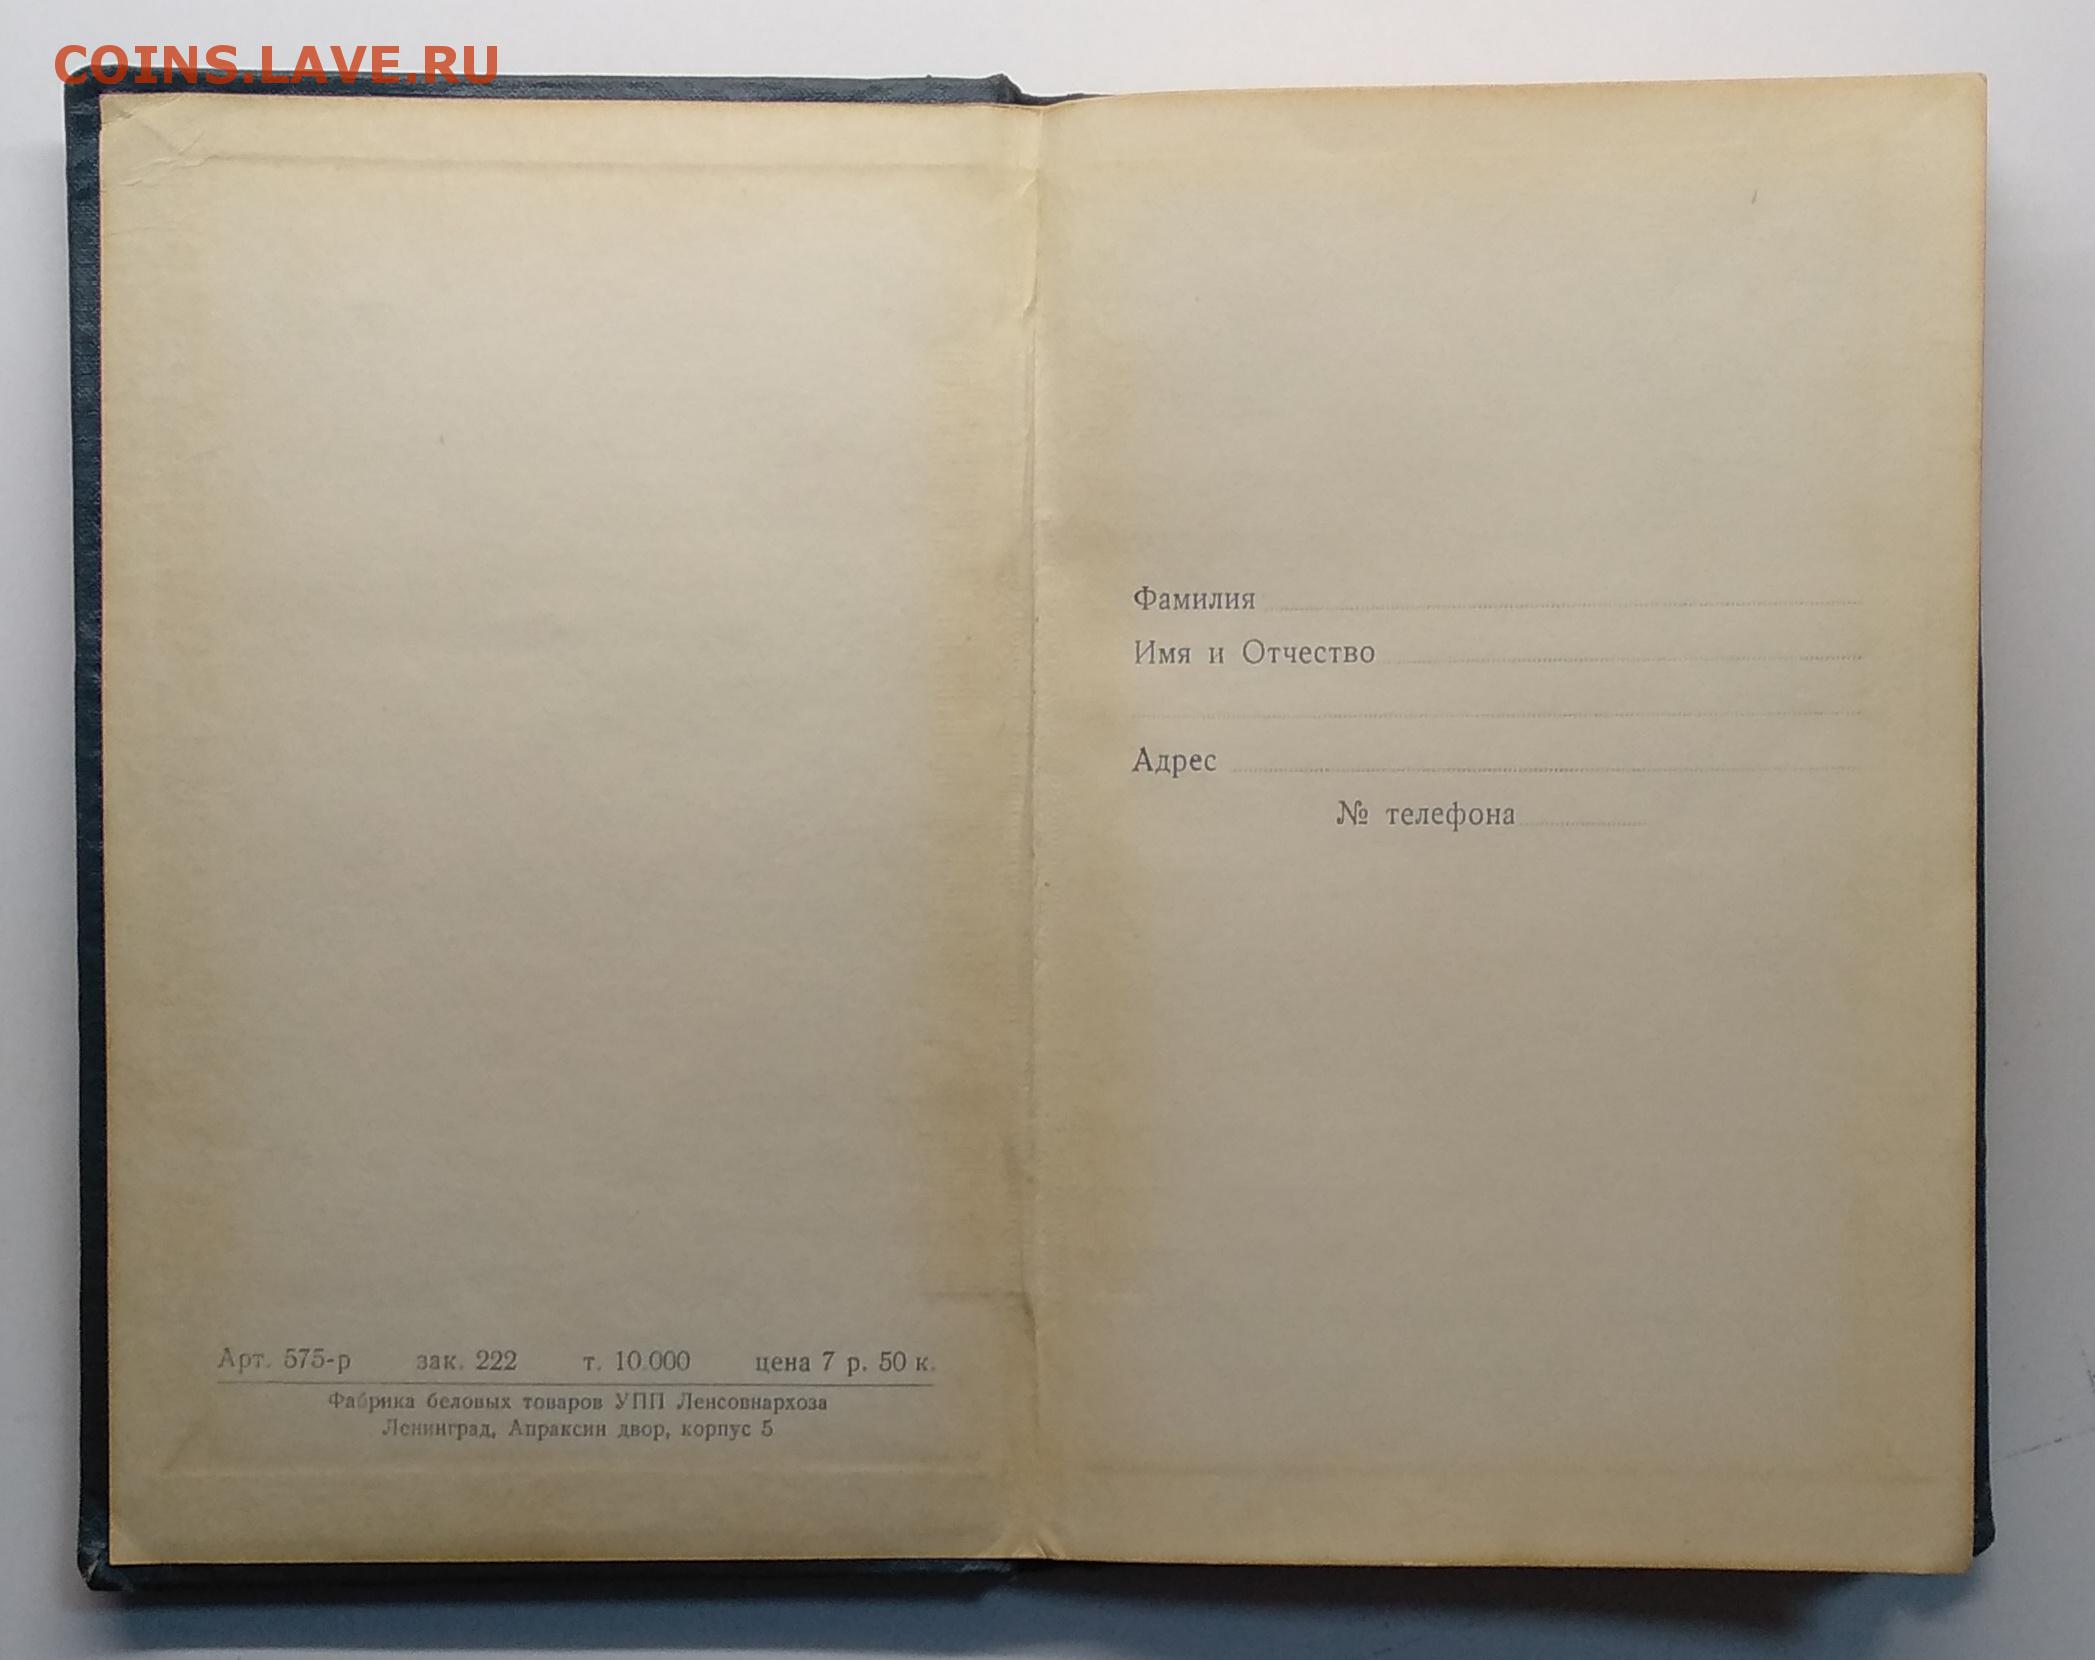 COINS.LAVE.RU
Арт. 575-р зак. 222 т. 10.000 цена 7 р. 50 к.
Фабрика беловых товаров УПП Ленсовнархоза
Ленинград, Апраксин двор, корпус 5
Фамилия
Имя и Отчество
Адрес
№ телефона